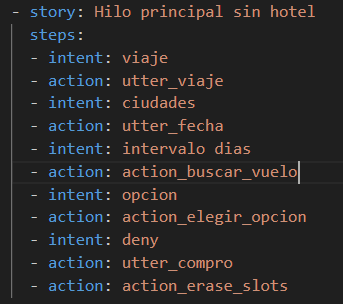 - story: Hilo principal sin hotel
steps:
- intent: viaje
- action: utter_viaje
- intent: ciudades
- action: utter_fecha
- intent: intervalo dias
- action: action_buscar_vuelo
- intent: opcion
- action: action_elegir_opcion
- intent: deny
- action: utter_compro
- action: action_erase_slots